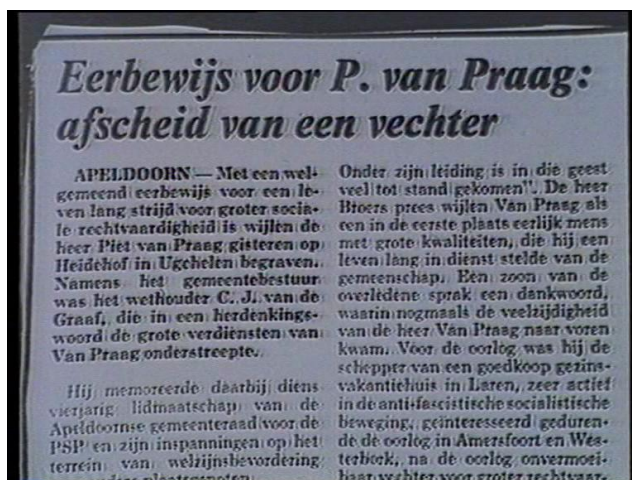 Eerbewijs voor P. van Praag:
afscheid van een vechter
APELDOORN — Met een wel-
gemeend eerbewijs voor een le-
ven lang strijd voor groter socia-
le rechtvaardigheid is wijlen de
heer Piet van Praag gisteren op
Heidehof in Ugchelen begraven.
Namens het gemeentebestuur
was het wethouder C. J. van de
Graaf, die in een herdenkings-
woord de grote verdiensten van
Van Praag onderstreepte.
Hij memoreerde daarbij diens
vierjarig lidmaatschap van de
Apeldoornse gemeenteraad voor de
PSP en zijn inspanningen op het
terrein van welzijnsbevordering
Onder zijn leiding is in die geest
veel tot stand gekomen". De heer
Broers prees wijlen Van Praag als
een in de eerste plaats eerlijk mens
met grote kwaliteiten, die hij een
leven lang in dienst stelde van de
gemeenschap. Een zoon van de
overledene sprak een dankwoord,
waarin nogmaals de veelzijdigheid
van de heer Van Praag naar voren
kwam. Vóór de oorlog was hij de
schepper van een goedkoop gezins-
vakantiehuis in Laren, zeer actief
in de anti-fascistische socialistische
beweging, geïnteresseerd geduren-
de de oorlog in Amersfoort en Wes-
terbork, na de oorlog onvermoei-
baar vechter voor groter rechtvaar-